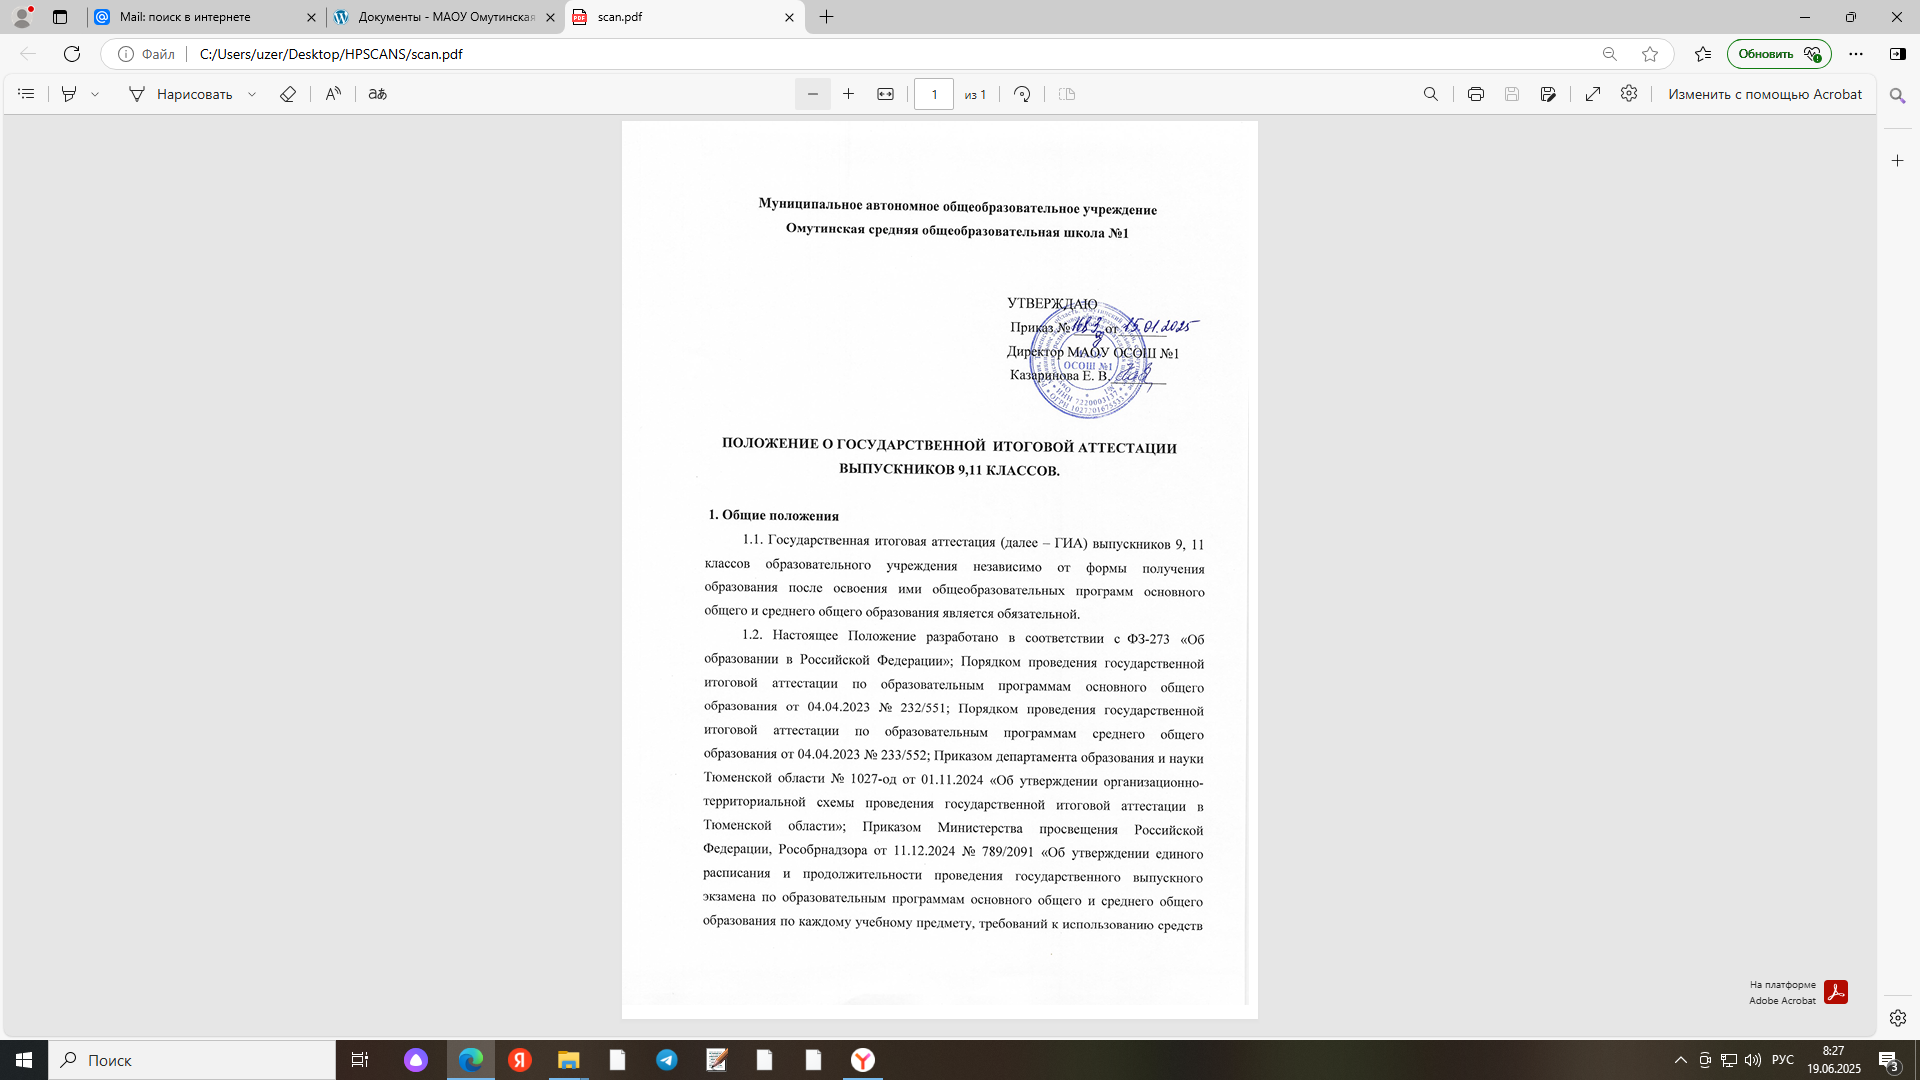 Mail: поиск в интернете
Документы - МАОУ Омутинская
scan.pdf
Файл
C:/Users/uzer/Desktop/HPSCANS/scan.pdf
Обновить
Нарисовать
1
из 1
Изменить с помощью Acrobat
Муниципальное автономное общеобразовательное учреждение
Омутинская средняя общеобразовательная школа №1
УТВЕРЖДАЮ
Приказ № от 15.01.2025
Директор МАОУ ОСОШ №1
Казаринова Е. В.
ОСОШ №1
ИНН 7220003137
ОГРН 1027201675535
ПОЛОЖЕНИЕ О ГОСУДАРСТВЕННОЙ ИТОГОВОЙ АТТЕСТАЦИИ
ВЫПУСКНИКОВ 9,11 КЛАССОВ.
1. Общие положения
1.1. Государственная итоговая аттестация (далее – ГИА) выпускников 9, 11
классов образовательного учреждения независимо от формы получения
образования после освоения ими общеобразовательных программ основного
общего и среднего общего образования является обязательной.
1.2. Настоящее Положение разработано в соответствии с ФЗ-273 «Об
образовании в Российской Федерации»; Порядком проведения государственной
итоговой аттестации по образовательным программам основного общего
образования от 04.04.2023 № 232/551; Порядком проведения государственной
итоговой аттестации по образовательным программам среднего общего
образования от 04.04.2023 № 233/552; Приказом департамента образования и науки
Тюменской области № 1027-од от 01.11.2024 «Об утверждении организационно-
территориальной схемы проведения государственной итоговой аттестации в
Тюменской области»; Приказом Министерства просвещения Российской
Федерации, Рособрнадзора от 11.12.2024 № 789/2091 «Об утверждении единого
расписания и продолжительности проведения государственного выпускного
экзамена по образовательным программам основного общего и среднего общего
образования по каждому учебному предмету, требований к использованию средств
На платформе
Adobe Acrobat
Поиск
РУС
8:27
19.06.2025
3